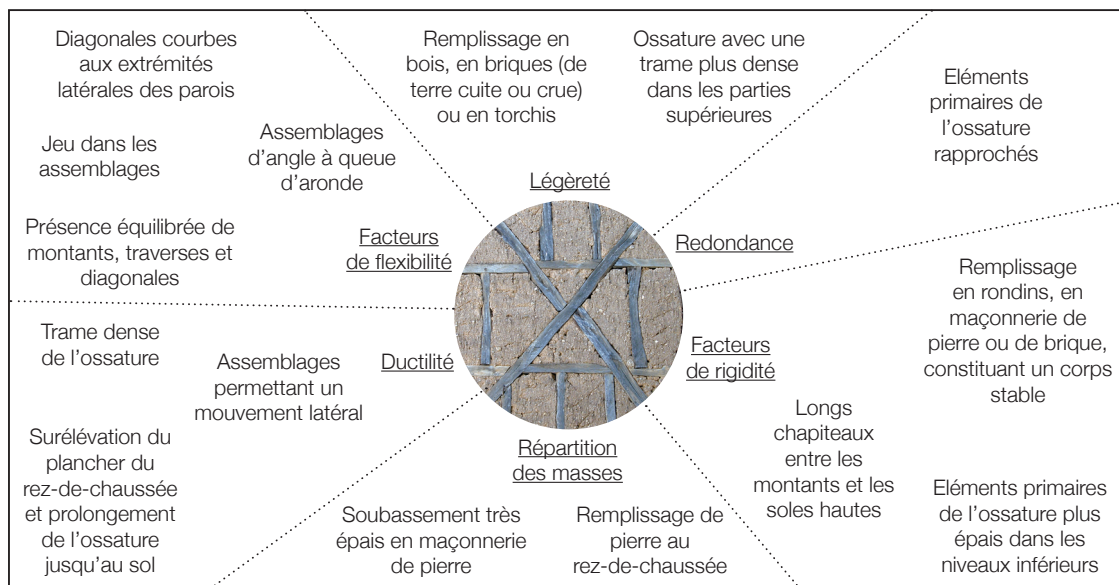 Diagonales courbes
aux extrémités
latérales des parois
Jeu dans les
assemblages
Assemblages
d'angle à queue
d'aronde
Présence équilibrée de
montants, traverses et
diagonales
Facteurs
de flexibilité
Remplissage en
bois, en briques (de
terre cuite ou crue)
ou en torchis
Ossature avec une
trame plus dense
dans les parties
supérieures
Légèreté
Eléments
primaires de
l'ossature
rapprochés
Redondance
Trame dense
de l'ossature
Assemblages
permettant un
mouvement latéral
Ductilité
Surélévation du
plancher du
rez-de-chaussée
et prolongement
de l'ossature
jusqu'au sol
Répartition
des masses
Soubassement très
épais en maçonnerie
de pierre
Remplissage de
pierre au
rez-de-chaussée
Facteurs
de rigidité
Remplissage
en rondins, en
maçonnerie de
pierre ou de brique,
constituant un corps
stable
Longs
chapiteaux
entre les
montants et les
soles hautes
Eléments primaires
de l'ossature plus
épais dans les
niveaux inférieurs